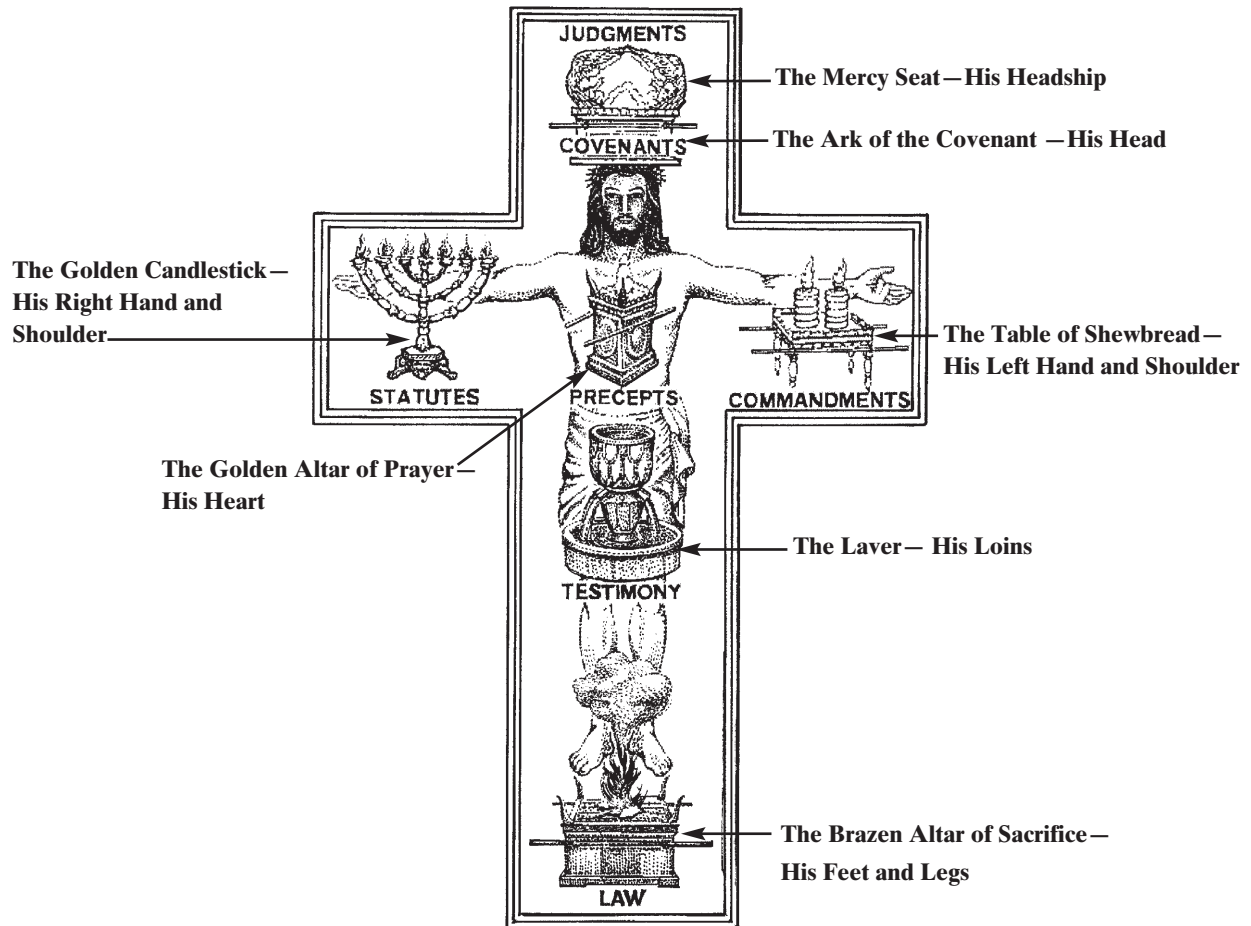 JUDGMENTS
The Mercy Seat—His Headship
The Ark of the Covenant —His Head
COVENANTS
The Golden Candlestick—
His Right Hand and
Shoulder
The Table of Shewbread—
His Left Hand and Shoulder
STATUTES
PRECEPTS
COMMANDMENTS
The Golden Altar of Prayer—
His Heart
The Laver— His Loins
TESTIMONY
The Brazen Altar of Sacrifice—
His Feet and Legs
LAW